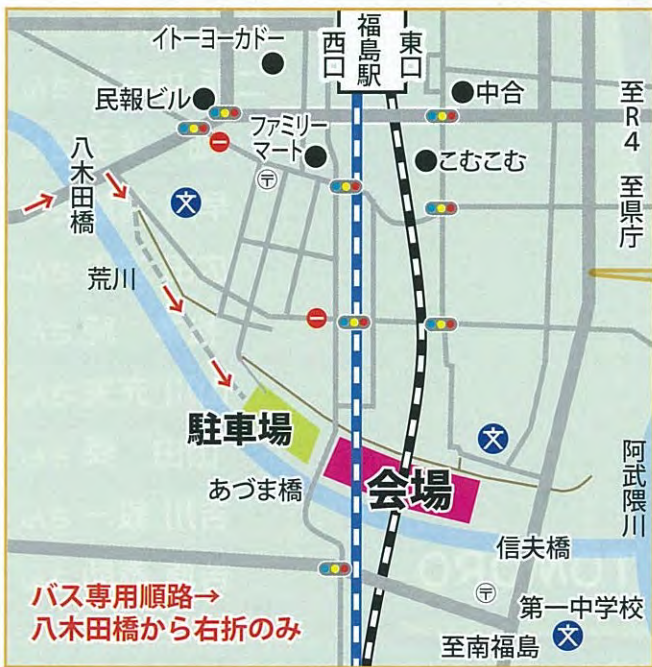 イトーヨーカドー
西口
福島駅
東口
民報ビル
中合
至R4 至県庁
ファミリー
マート
こむこむ
〒
文
八木田橋
荒川
駐車場
会場
文
あづま橋
阿武隈川
信夫橋
〒
第一中学校
文
至南福島
バス専用順路→
八木田橋から右折のみ